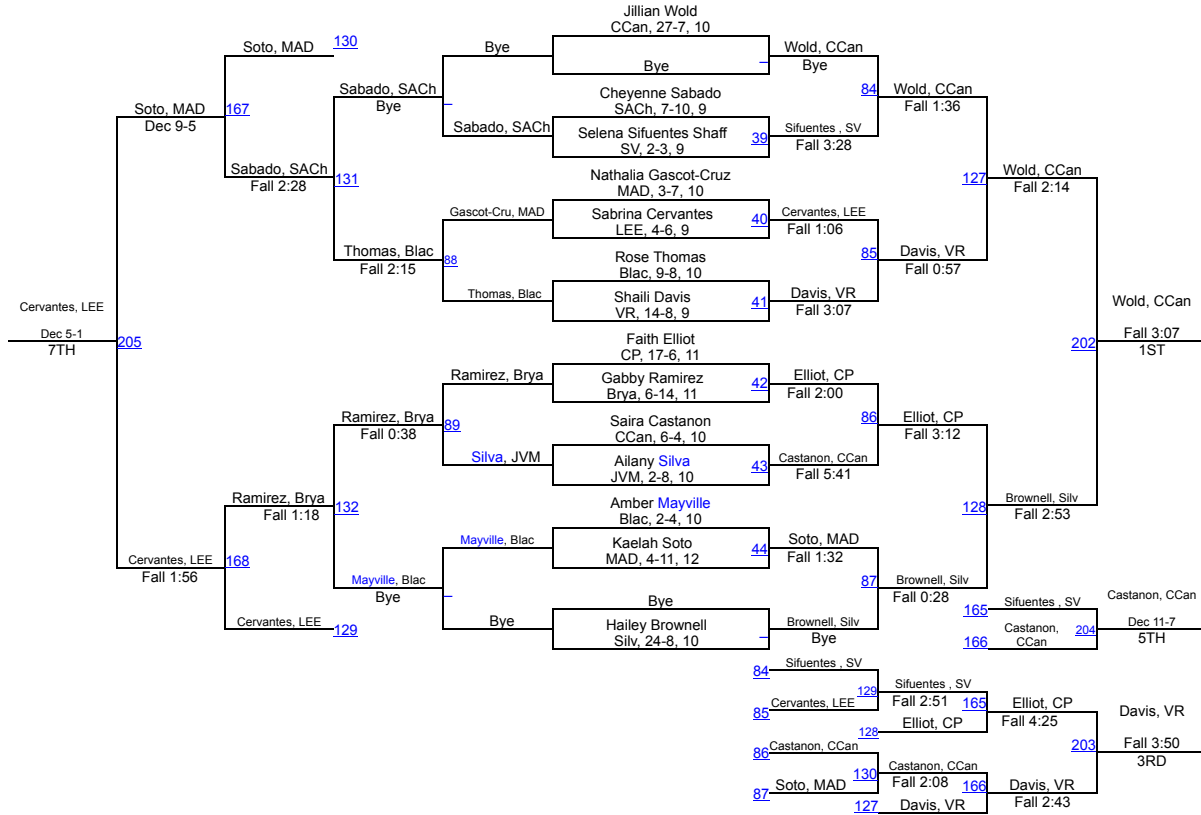 Jillian Wold
CCan, 27-7, 10
Soto, MAD
130
Bye
Bye
Wold, CCan
Bye
Sabado, SACh
Bye
Cheyenne Sabado
SACh, 7-10, 9
84
Wold, CCan
Fall 1:36
Soto, MAD
Dec 9-5
167
Sabado, SACh
Selena Sifuentes Shaff
SV, 2-3, 9
39
Sifuentes , SV
Fall 3:28
Sabado, SACh
Fall 2:28
131
Nathalia Gascot-Cruz
MAD, 3-7, 10
127
Wold, CCan
Fall 2:14
Gascot-Cru, MAD
Sabrina Cervantes
LEE, 4-6, 9
40
Cervantes, LEE
Fall 1:06
Thomas, Blac
Fall 2:15
88
Rose Thomas
Blac, 9-8, 10
85
Davis, VR
Fall 0:57
Thomas, Blac
Shaili Davis
VR, 14-8, 9
41
Davis, VR
Fall 3:07
Cervantes, LEE
Dec 5-1
7TH
205
Faith Elliot
CP, 17-6, 11
202
Wold, CCan
Fall 3:07
1ST
Ramirez, Brya
Gabby Ramirez
Brya, 6-14, 11
42
Elliot, CP
Fall 2:00
Ramirez, Brya
Fall 0:38
89
Saira Castanon
CCan, 6-4, 10
86
Elliot, CP
Fall 3:12
Silva, JVM
Ailany Silva
JVM, 2-8, 10
43
Castanon, CCan
Fall 5:41
Ramirez, Brya
Fall 1:18
132
Amber Mayville
Blac, 2-4, 10
128
Brownell, Silv
Fall 2:53
Mayville, Blac
Kaelah Soto
MAD, 4-11, 12
44
Soto, MAD
Fall 1:32
Cervantes, LEE
Fall 1:56
168
Mayville, Blac
Bye
Bye
87
Brownell, Silv
Fall 0:28
Cervantes, LEE
129
Bye
Hailey Brownell
Silv, 24-8, 10
Brownell, Silv
Bye
165
Sifuentes , SV
166
Castanon,
CCan
204
Castanon, CCan
Dec 11-7
5TH
84
Sifuentes , SV
85
Cervantes, LEE
129
Sifuentes , SV
Fall 2:51
128
Elliot, CP
165
Elliot, CP
Fall 4:25
86
Castanon, CCan
87
Soto, MAD
130
Castanon, CCan
Fall 2:08
127
Davis, VR
166
Davis, VR
Fall 2:43
203
Davis, VR
Fall 3:50
3RD